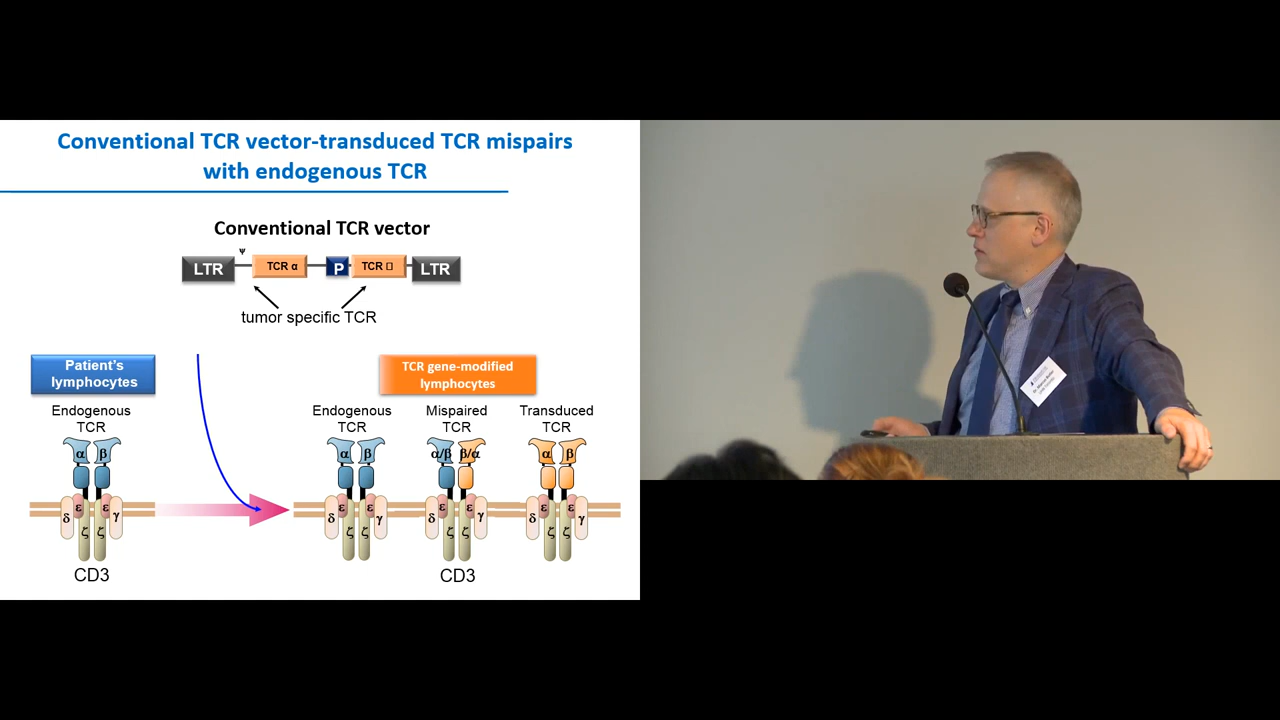 Conventional TCR vector-transduced TCR mispairs
with endogenous TCR
Conventional TCR vector
ψ
LTR TCR α P TCR LTR
tumor specific TCR
Patient's
lymphocytes
TCR gene-modified
lymphocytes
Endogenous
TCR
Endogenous
TCR
Mispaired
TCR
Transduced
TCR
α β
α β
α/β β/α
α β
δ ε ζ ζ ε γ
δ ε ζ ζ ε γ
δ ε ζ ζ ε γ
δ ε ζ ζ ε γ
CD3
CD3